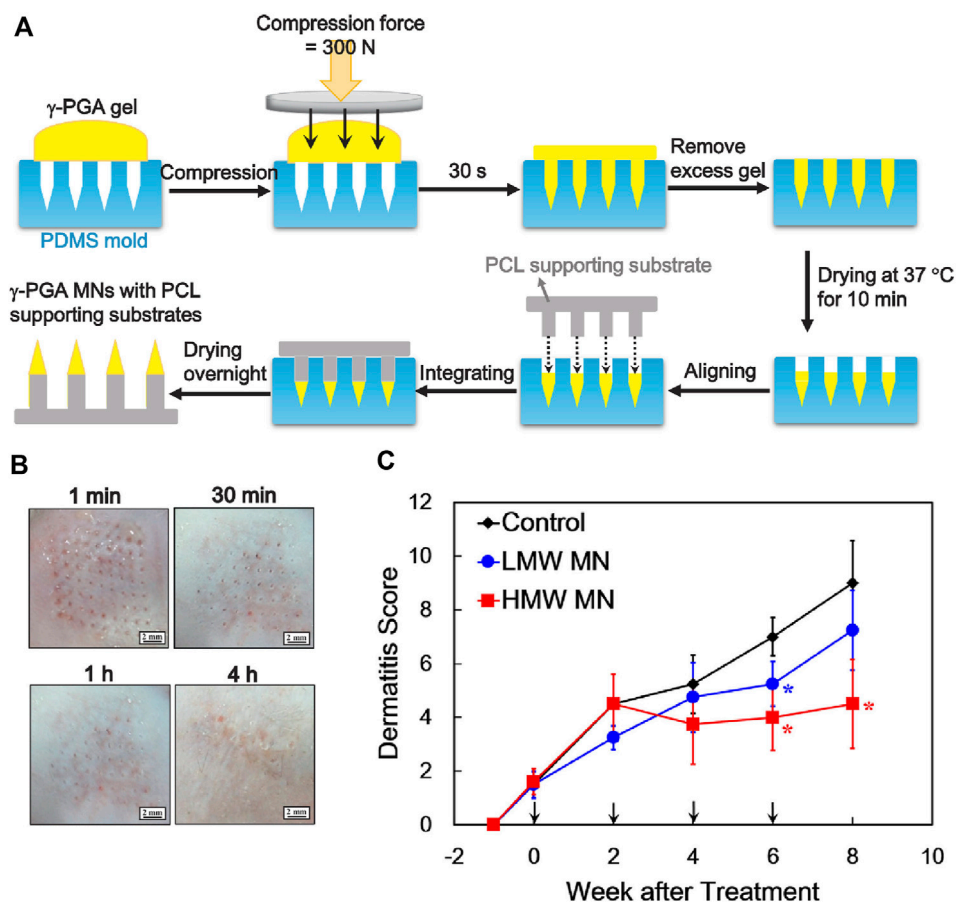 A
Compression force
= 300 N
γ-PGA gel
Compression
30 s
Remove
excess gel
PDMS mold
PCL supporting substrate
Drying at 37 °C
for 10 min
γ-PGA MNs with PCL
supporting substrates
Drying
overnight
Integrating
Aligning
B
1 min
30 min
2 mm
2 mm
1 h
4 h
2 mm
2 mm
C
12
10
8
6
4
2
0
Dermatitis Score
Control
LMW MN
HMW MN
*
*
*
-2
0
2
4
6
8
10
Week after Treatment